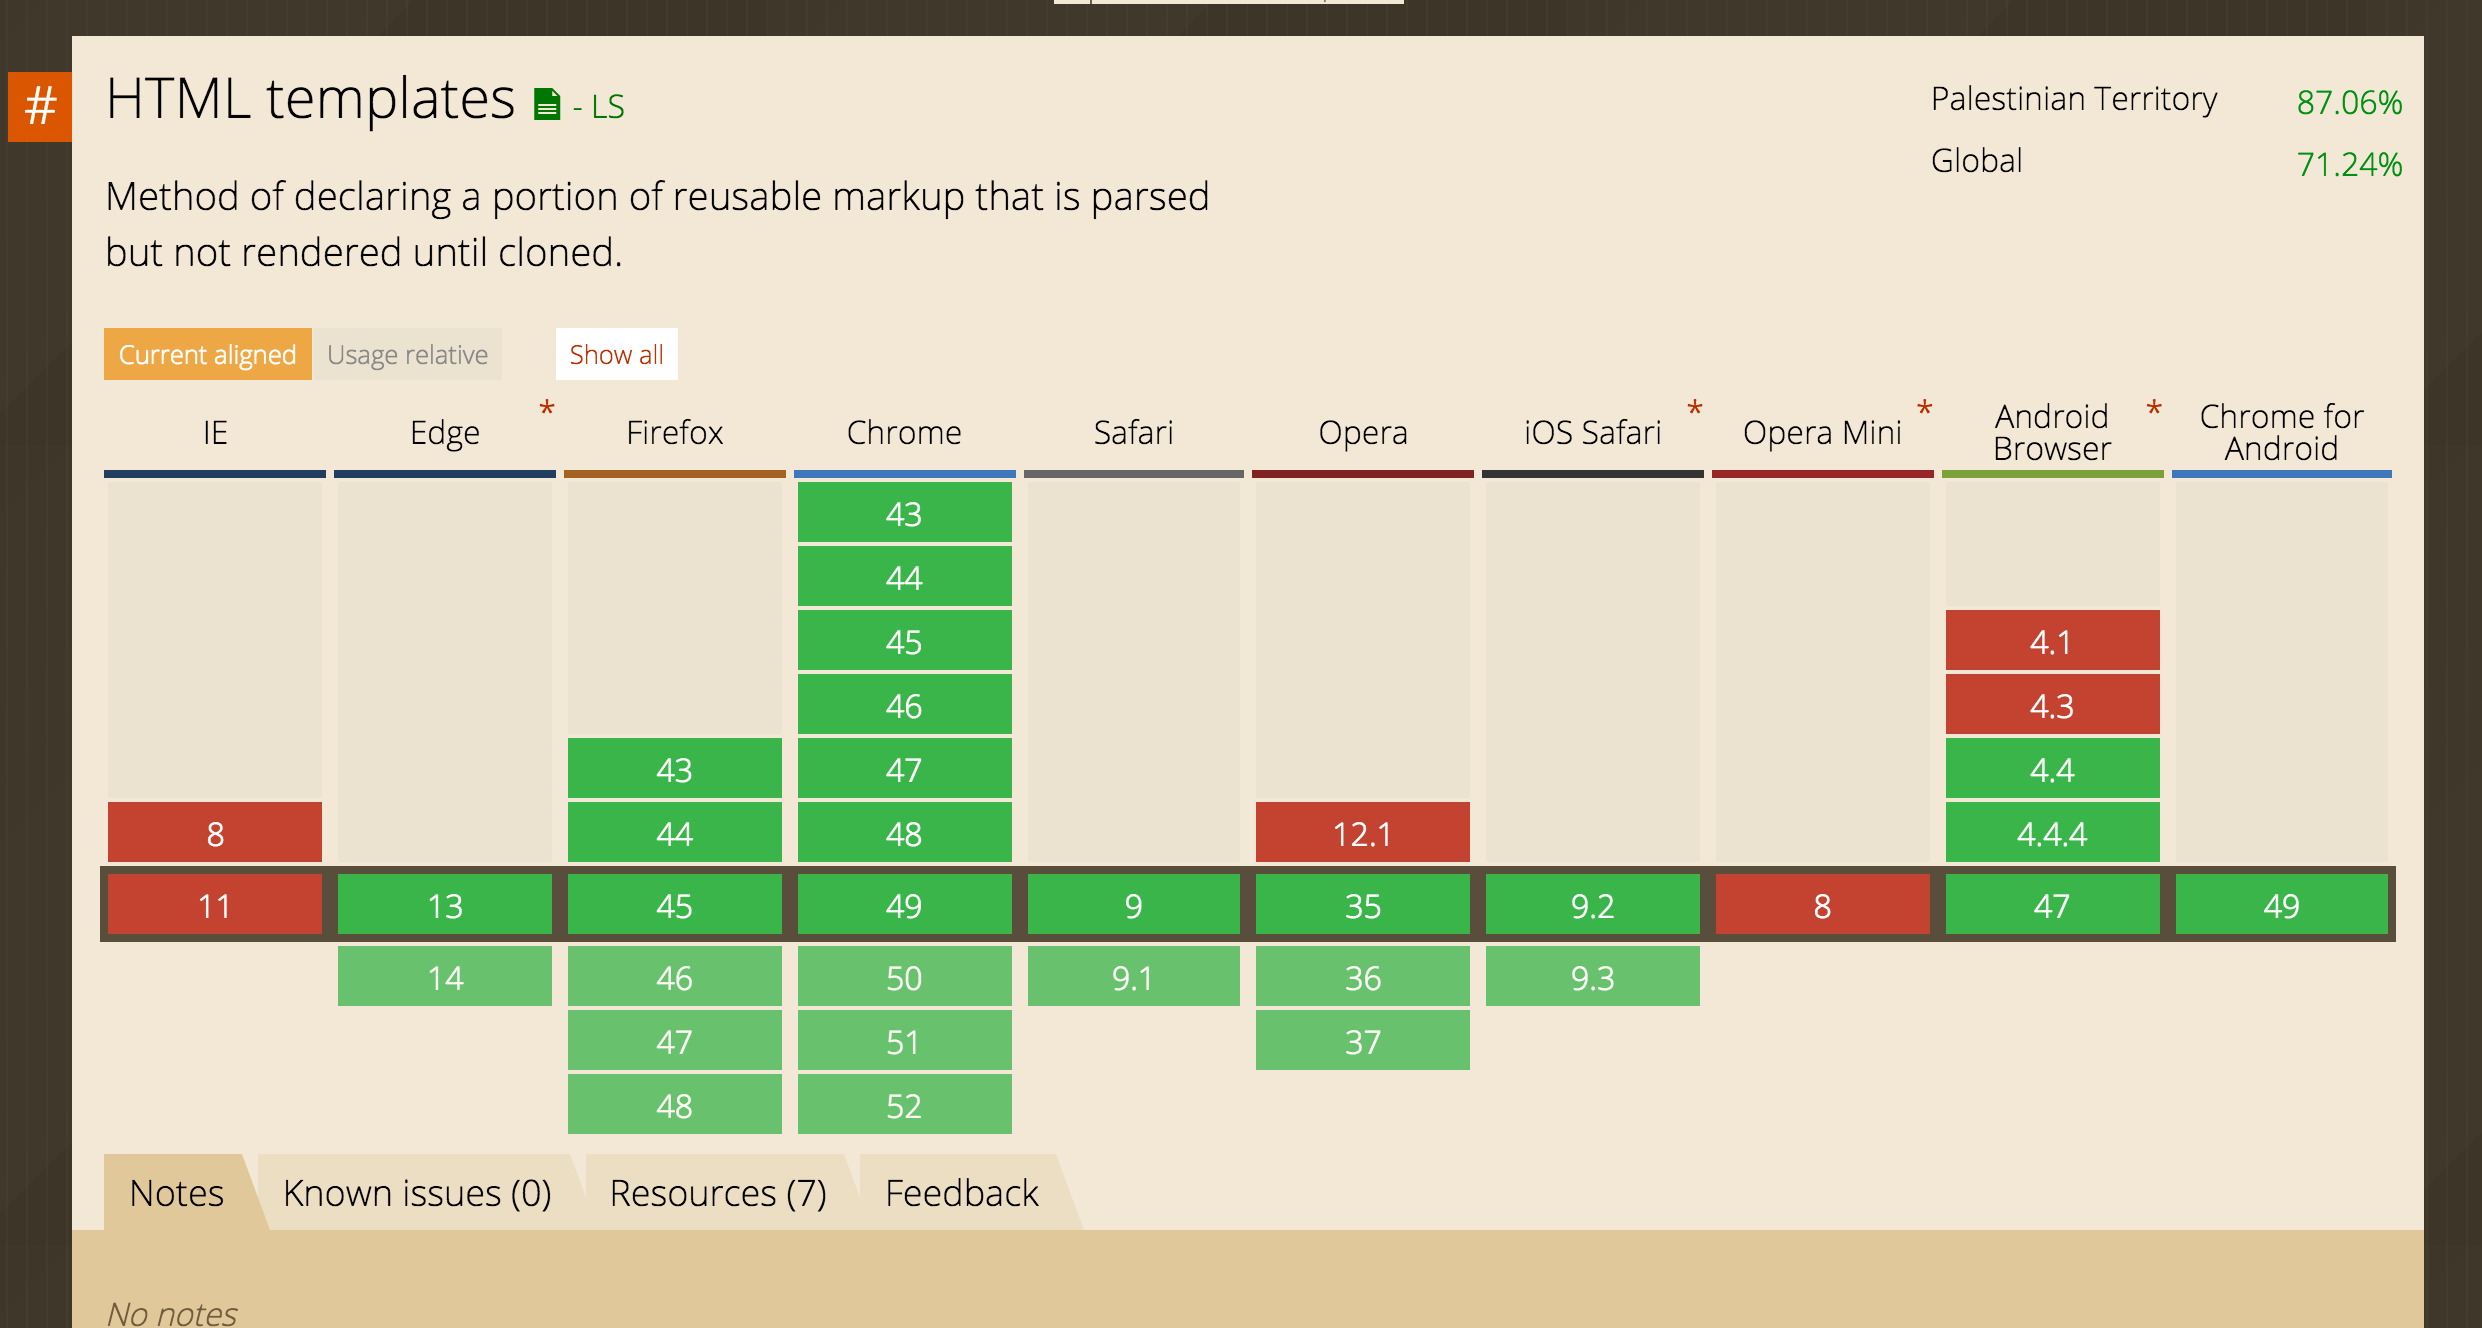 #
HTML templates - LS
Palestinian Territory 87.06%
Global 71.24%
Method of declaring a portion of reusable markup that is parsed
but not rendered until cloned.
Current aligned Usage relative Show all
IE Edge * Firefox Chrome Safari Opera iOS Safari * Opera Mini * Android Browser * Chrome for Android
43
44
45 4.1
46 4.3
43 47 4.4
8 44 48 12.1 4.4.4
11 13 45 49 9 35 9.2 8 47 49
14 46 50 9.1 36 9.3
47 51 37
48 52
Notes Known issues (0) Resources (7) Feedback
No notes